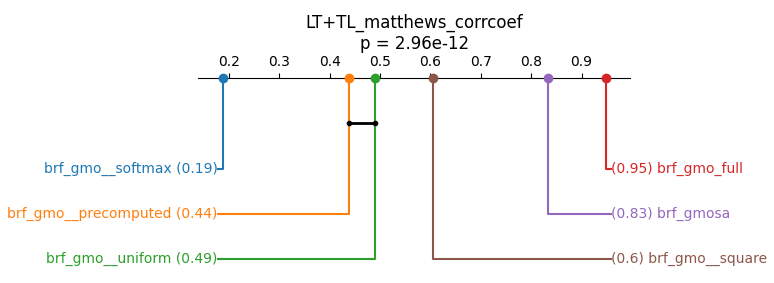 LT+TL_matthews_corrcoef
p = 2.96e-12
0.2 0.3 0.4 0.5 0.6 0.7 0.8 0.9
brf_gmo__softmax (0.19) (0.95) brf_gmo_full
brf_gmo__precomputed (0.44) (0.83) brf_gmosa
brf_gmo__uniform (0.49) (0.6) brf_gmo__square